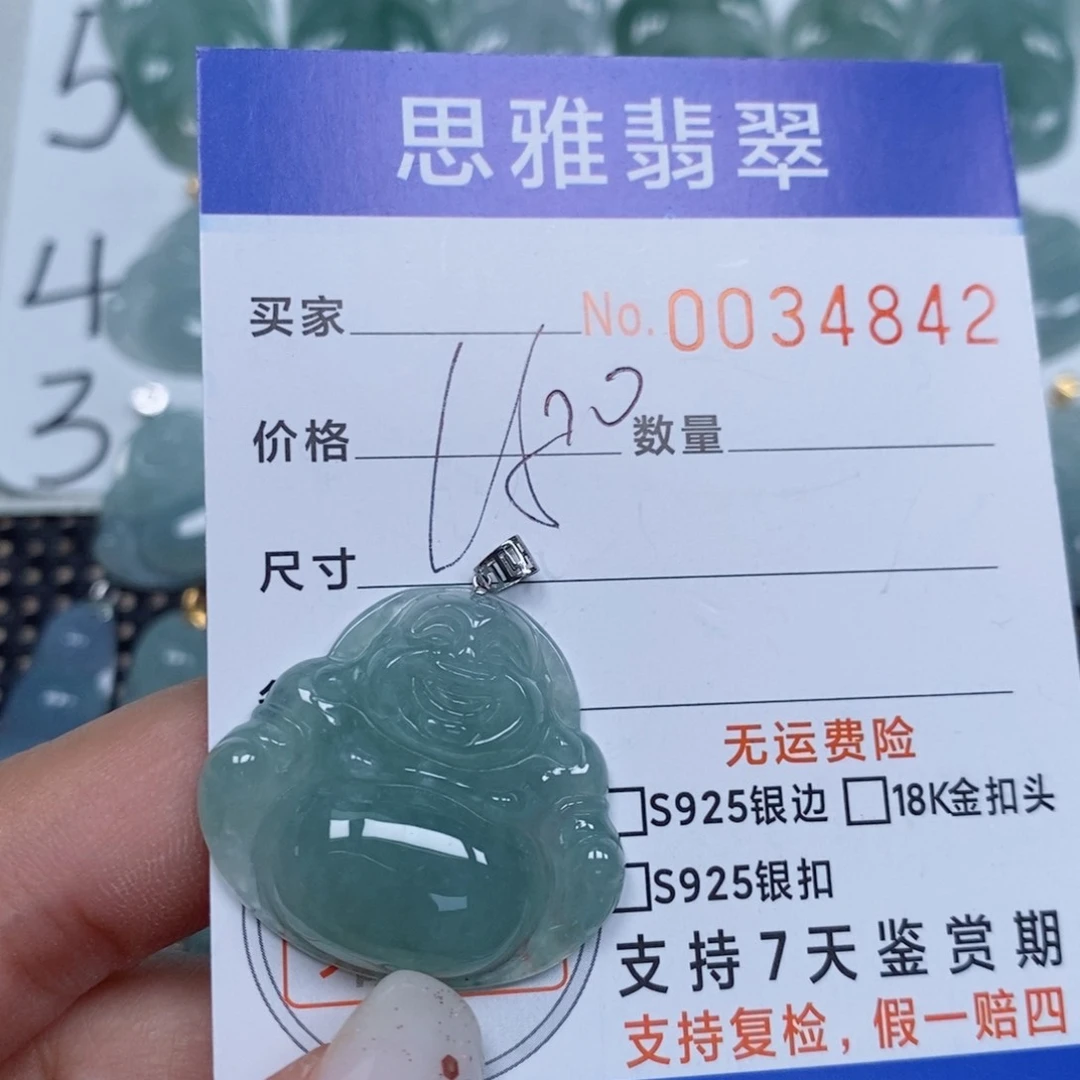 5
4
3
思雅翡翠
买家 No.0034842
价格 数量
尺寸
无运费险
□S925银边 □18K金扣头
□S925银扣
支持7天鉴赏期
支持复检，假一赔四